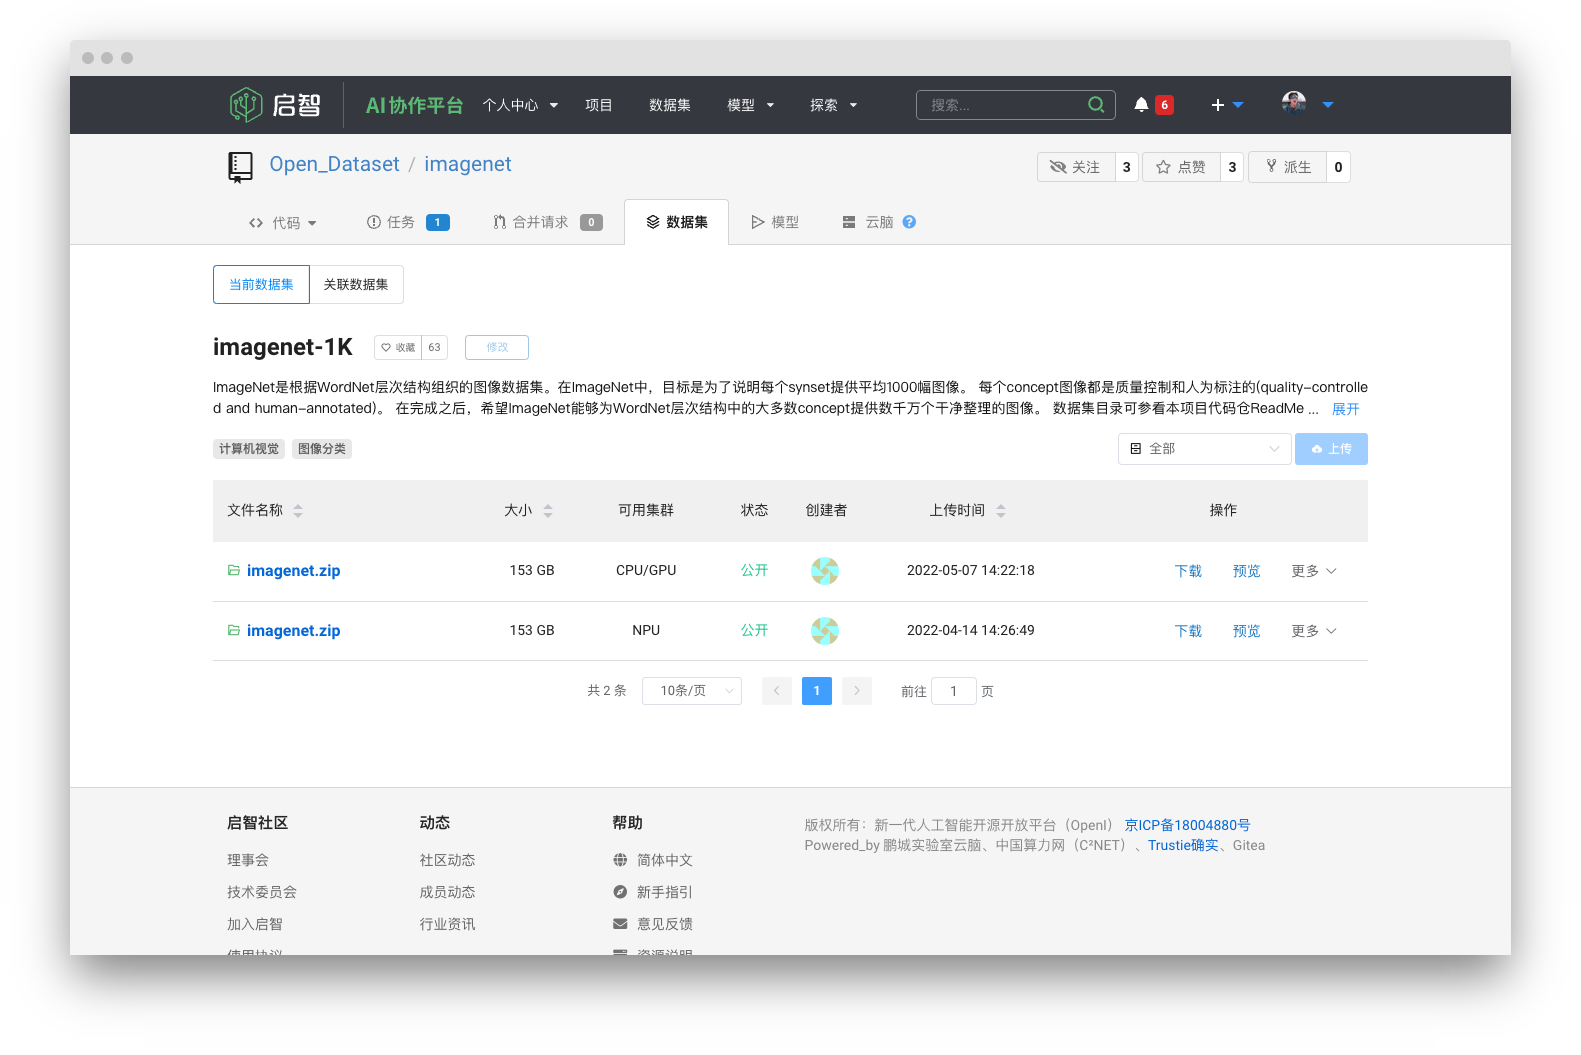 启智 AI协作平台 个人中心 项目 数据集 模型 探索 搜索... 6
Open_Dataset / imagenet 关注 3 点赞 3 派生 0
代码 任务 1 合并请求 0 数据集 模型 云脑 ?
当前数据集 关联数据集
imagenet-1K 收藏 63 修改
ImageNet是根据WordNet层次结构组织的图像数据集。在ImageNet中，目标是为了说明每个synset提供平均1000幅图像。 每个concept图像都是质量控制和人为标注的(quality-controlle
d and human-annotated)。 在完成之后，希望ImageNet能够为WordNet层次结构中的大多数concept提供数千万个干净整理的图像。 数据集目录可参看本项目代码仓ReadMe ... 展开
计算机视觉 图像分类 全部 上传
文件名称 大小 可用集群 状态 创建者 上传时间 操作
imagenet.zip 153 GB CPU/GPU 公开 2022-05-07 14:22:18 下载 预览 更多
imagenet.zip 153 GB NPU 公开 2022-04-14 14:26:49 下载 预览 更多
共 2 条 10条/页 1 前往 1 页
启智社区 动态 帮助 版权所有：新一代人工智能开源开放平台（OpenI） 京ICP备18004880号
Powered_by 鹏城实验室云脑、中国算力网（C²NET）、Trustie确实、Gitea
理事会 社区动态 简体中文
技术委员会 成员动态 新手指引
加入启智 行业资讯 意见反馈
使用协议 资源说明